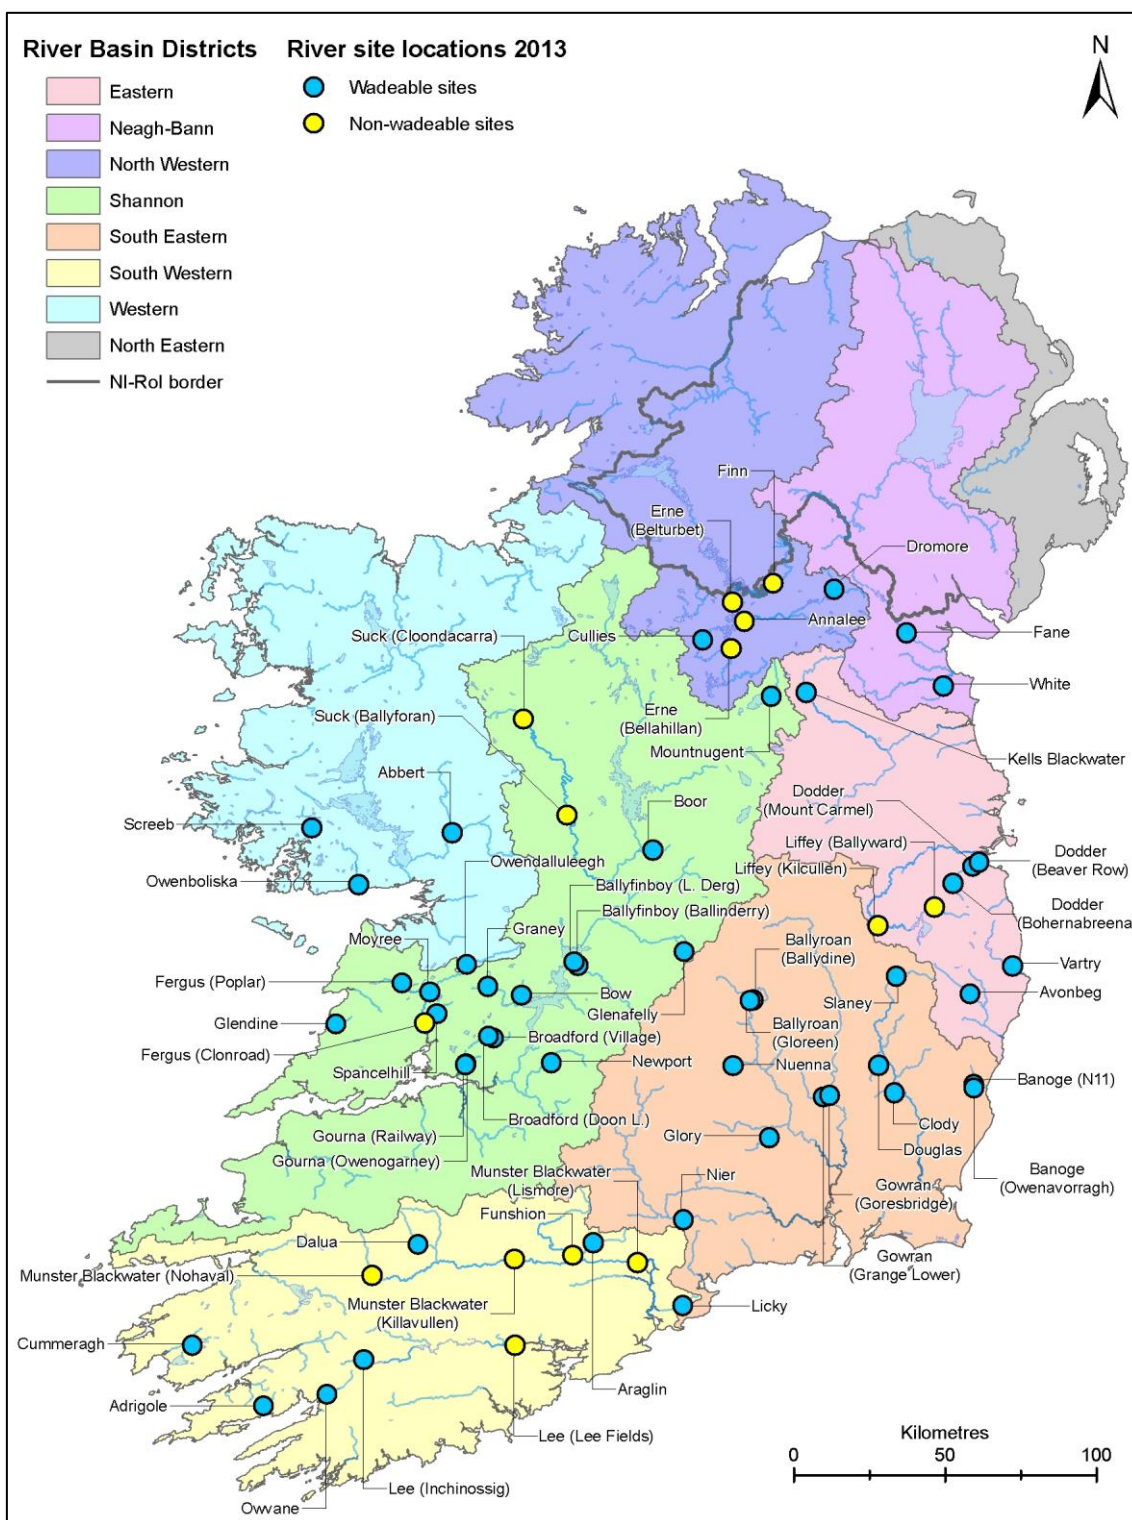 River Basin Districts
Eastern
Neagh-Bann
North Western
Shannon
South Eastern
South Western
Western
North Eastern
NI-RoI border
River site locations 2013
Wadeable sites
Non-wadeable sites
N
Finn
Erne
(Belturbet)
Dromore
Suck (Cloondacarra)
Cullies
Annalee
Fane
White
Suck (Ballyforan)
Erne
(Bellahillan)
Mountnugent
Kells Blackwater
Abbert
Boor
Dodder
(Mount Carmel)
Screeb
Liffey (Ballyward)
Owendalluleegh
Liffey (Kilcullen)
Dodder
(Beaver Row)
Owenboliska
Ballyfinboy (L. Derg)
Ballyfinboy (Ballinderry)
Dodder
(Bohernabreena)
Graney
Moyree
Ballyroan
(Ballydine)
Vartry
Fergus (Poplar)
Bow
Glenafelly
Slaney
Avonbeg
Glendine
Broadford (Village)
Ballyroan
(Gloreen)
Fergus (Clonroad)
Spancelhill
Newport
Nuenna
Banoge (N11)
Broadford (Doon L.)
Clody
Gourna (Railway)
Glory
Douglas
Gourna (Owenogarney)
Munster Blackwater
(Lismore)
Nier
Gowran
(Goresbridge)
Banoge
(Owenavorragh)
Funshion
Dalua
Gowran
(Grange Lower)
Munster Blackwater (Nohaval)
Munster Blackwater
(Killavullen)
Licky
Cummeragh
Araglin
Adrigole
Lee (Lee Fields)
Kilometres
0 50 100
Lee (Inchinossig)
Owvane